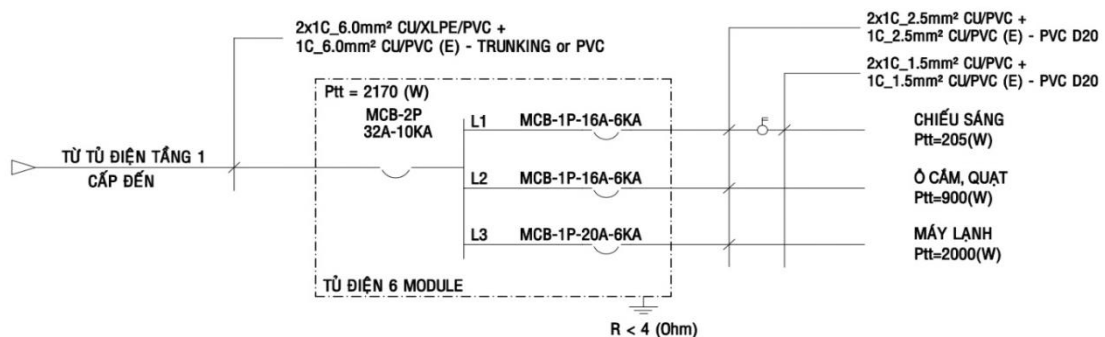 2x1C_6.0mm² CU/XLPE/PVC +
1C_6.0mm² CU/PVC (E) - TRUNKING or PVC
2x1C_2.5mm² CU/PVC +
1C_2.5mm² CU/PVC (E) - PVC D20
2x1C_1.5mm² CU/PVC +
1C_1.5mm² CU/PVC (E) - PVC D20
Ptt = 2170 (W)
MCB-2P
32A-10KA
TỪ TỦ ĐIỆN TẦNG 1
CẤP ĐẾN
L1 MCB-1P-16A-6KA
CHIẾU SÁNG
Ptt=205(W)
L2 MCB-1P-16A-6KA
Ổ CẮM, QUẠT
Ptt=900(W)
L3 MCB-1P-20A-6KA
MÁY LẠNH
Ptt=2000(W)
TỦ ĐIỆN 6 MODULE
R < 4 (Ohm)